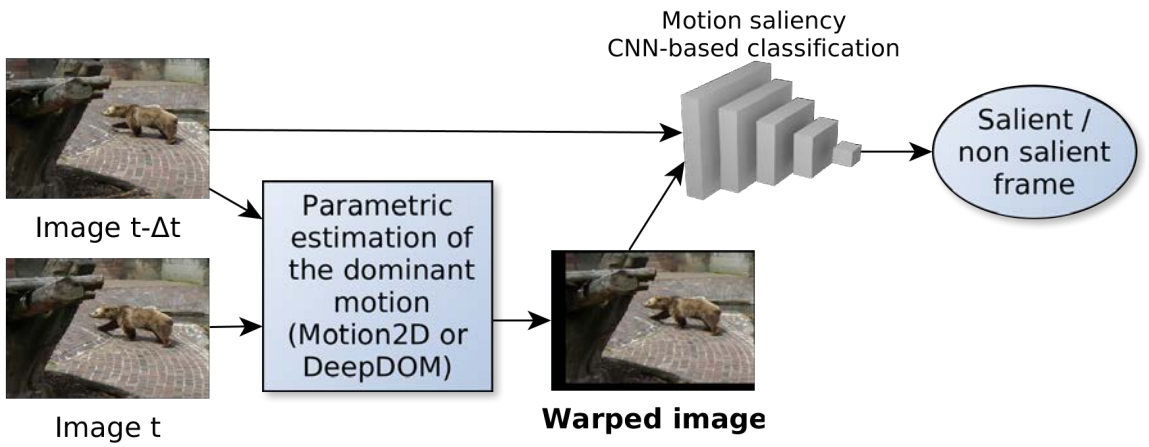 Motion saliency
CNN-based classification
Image t-Δt
Image t
Parametric
estimation of
the dominant
motion
(Motion2D or
DeepDOM)
Warped image
Salient /
non salient
frame